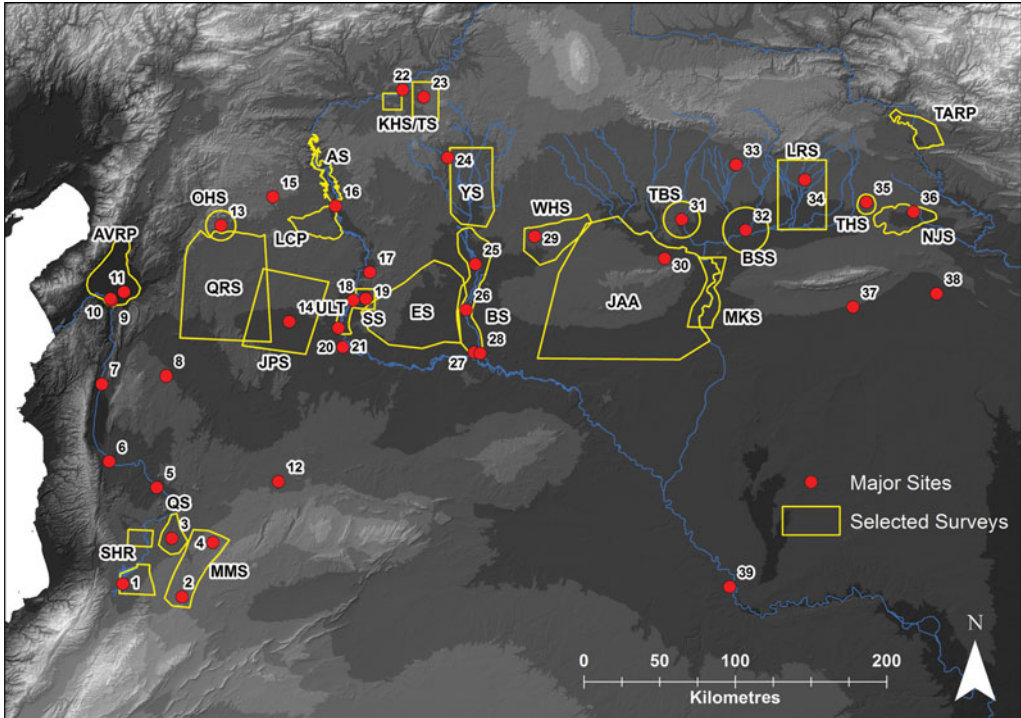 22
23
KHS/TS
TARP
AS
24
YS
33
LRS
15
16
OHS
13
LCP
WHS
29
TBS
31
32
BSS
34
35
THS
36
NJS
AVRP
11
10
9
QRS
17
25
30
18
19
14
ULT
SS
ES
26
BS
JAA
MKS
37
38
JPS
20
21
27
28
7
8
6
5
12
QS
3
4
SHR
1
2
MMS
39
Major Sites
Selected Surveys
N
0 50 100 200
Kilometres